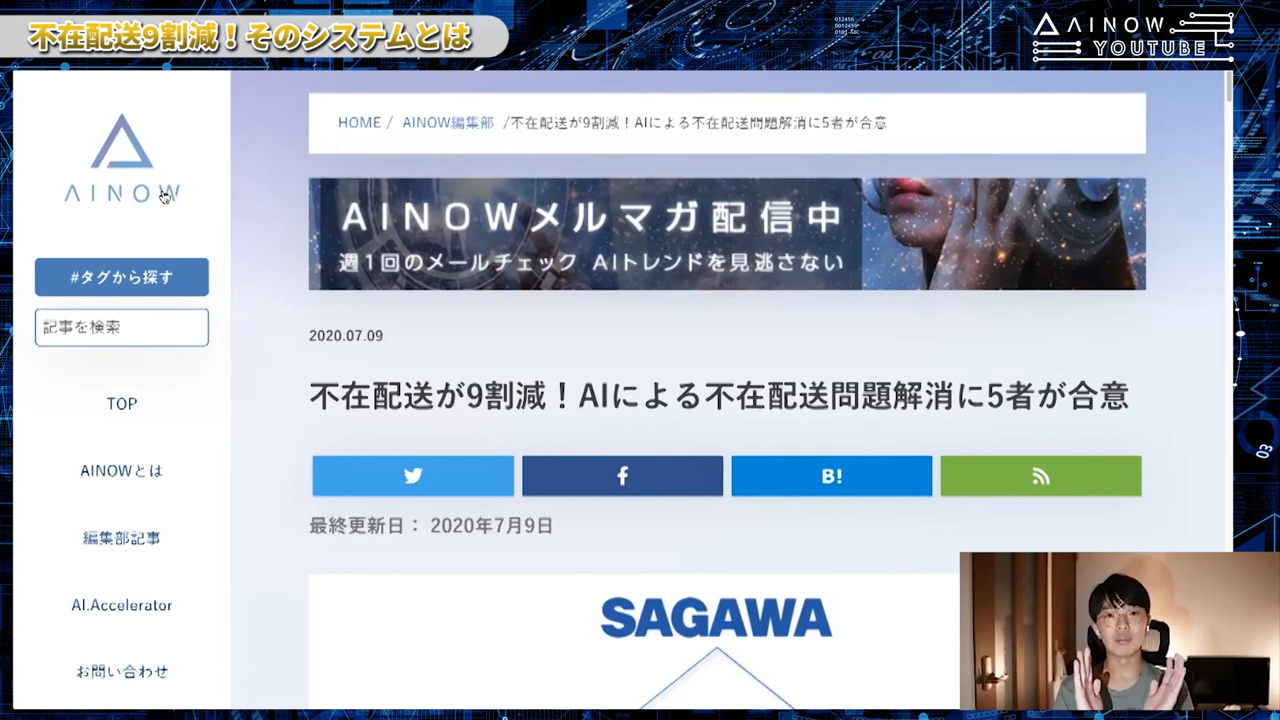 不在配送9割減！そのシステムとは
AINOW
YOUTUBE
AINOW
#タグから探す
記事を検索
TOP
AINOWとは
編集部記事
AI.Accelerator
お問い合わせ
HOME / AINOW編集部 /不在配送が9割減！AIによる不在配送問題解消に5者が合意
AINOWメルマガ配信中
週1回のメールチェック AIトレンドを見逃さない
2020.07.09
不在配送が9割減！AIによる不在配送問題解消に5者が合意
B!
最終更新日： 2020年7月9日
SAGAWA
03